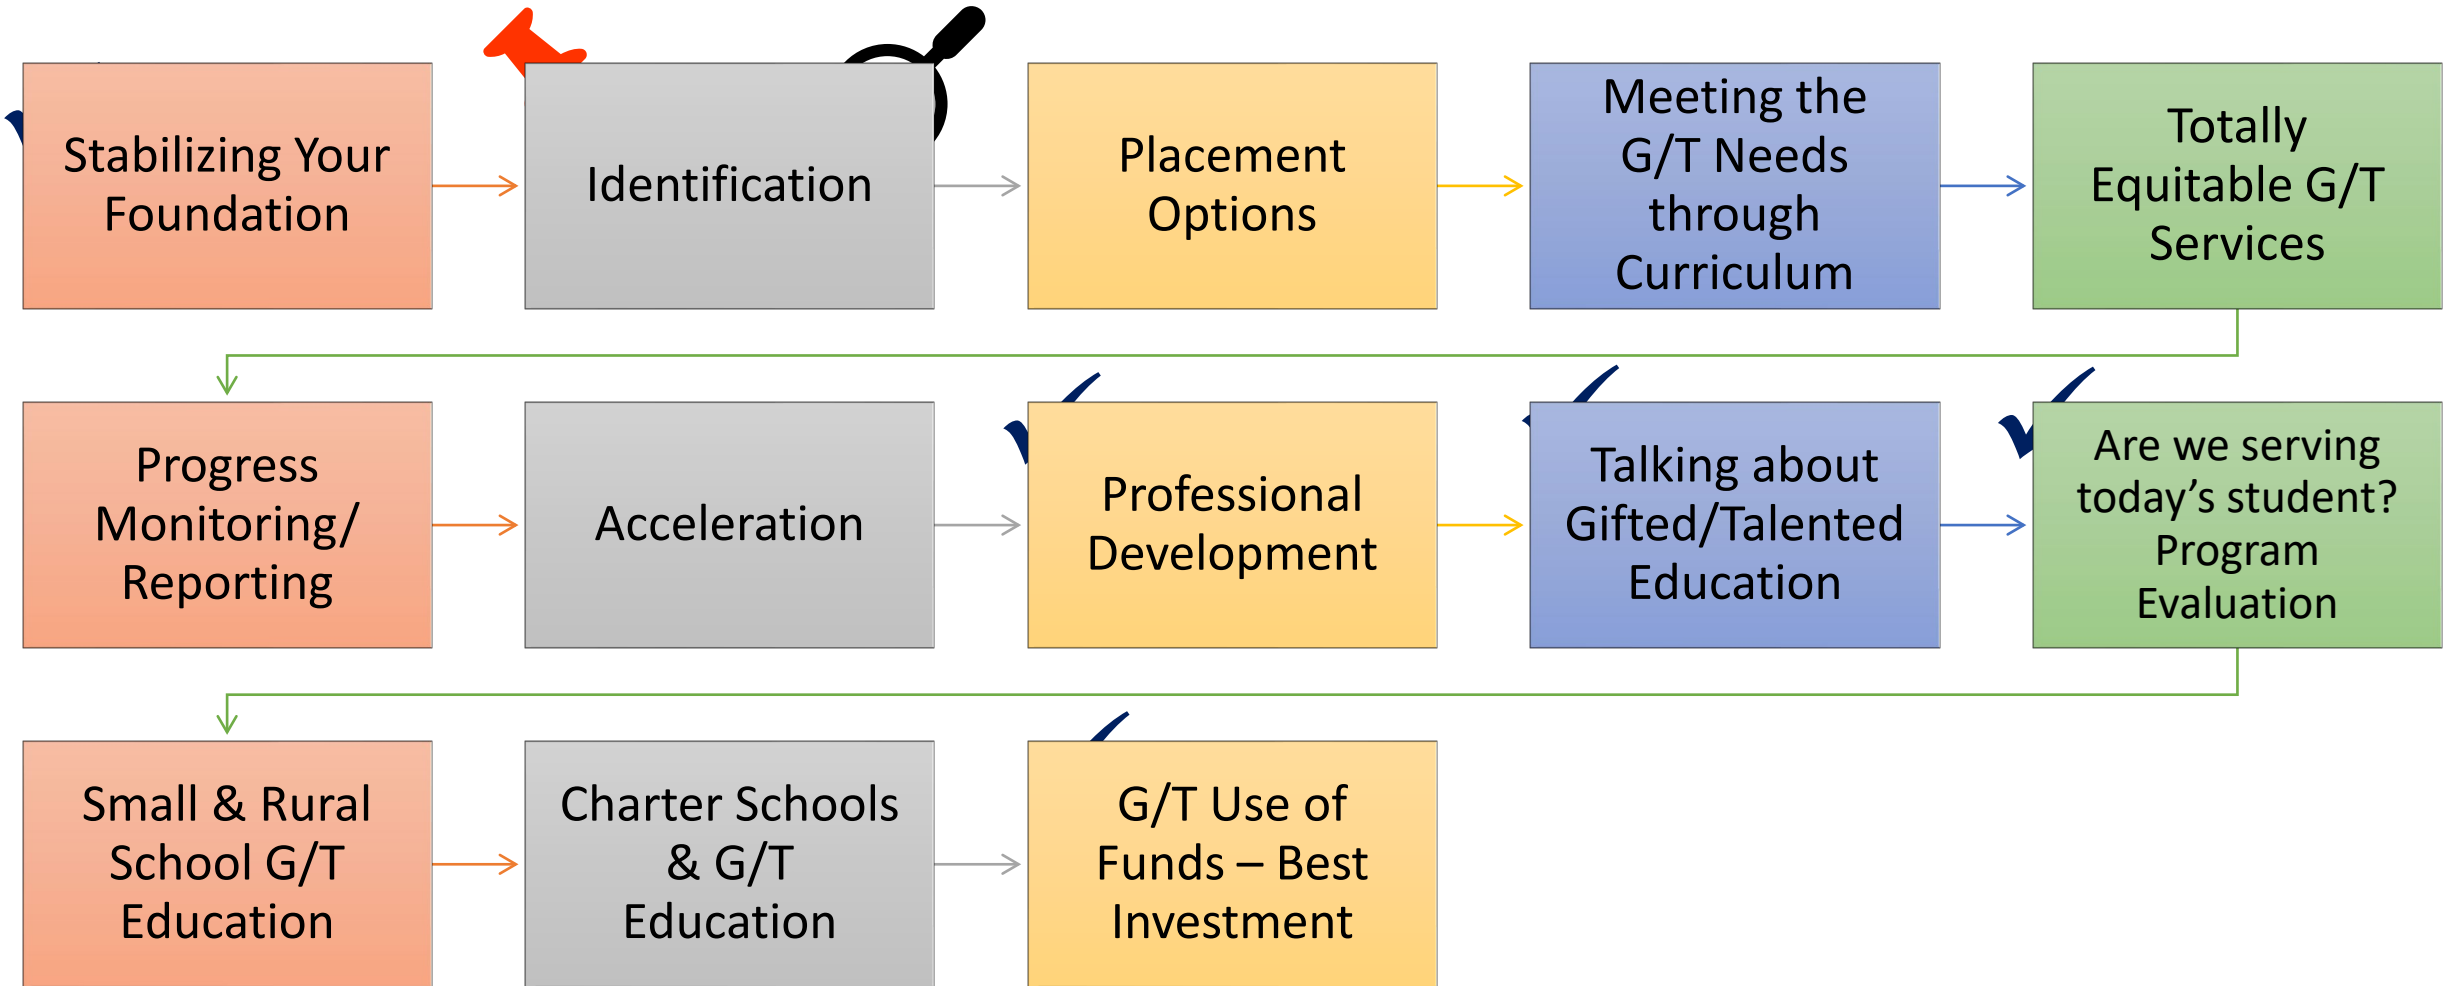 Stabilizing Your
Foundation
Identification
Placement
Options
Meeting the
G/T Needs
through
Curriculum
Totally
Equitable G/T
Services
Progress
Monitoring/
Reporting
Acceleration
Professional
Development
Talking about
Gifted/Talented
Education
Are we serving
today’s student?
Program
Evaluation
Small & Rural
School G/T
Education
Charter Schools
& G/T
Education
G/T Use of
Funds – Best
Investment